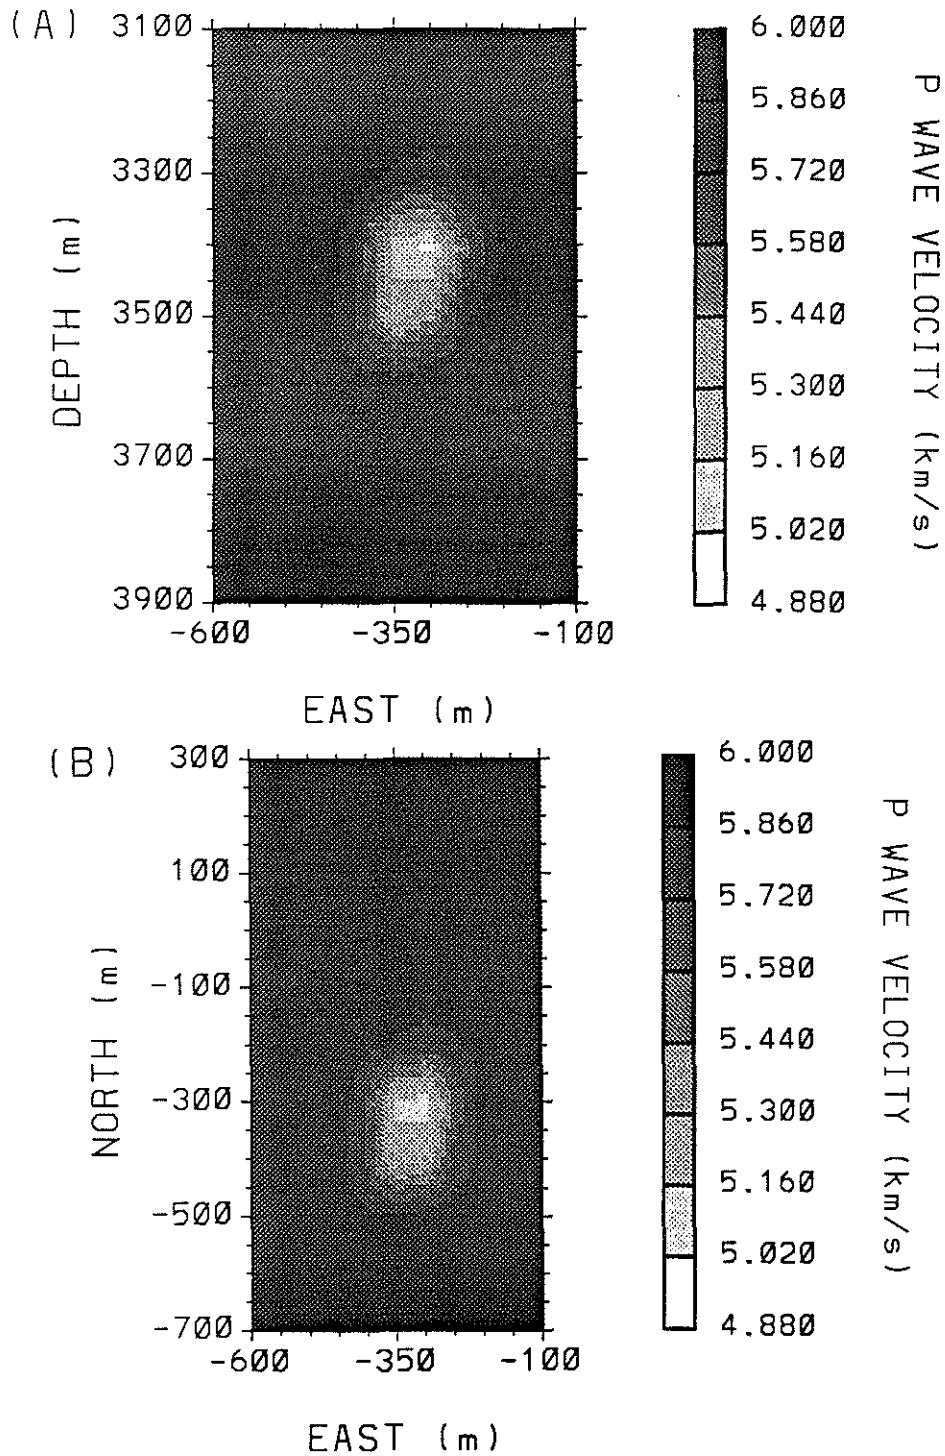 (A)
3100
3300
3500
3700
3900
DEPTH (m)
-600 -350 -100
EAST (m)
6.000
5.860
5.720
5.580
5.440
5.300
5.160
5.020
4.880
P WAVE VELOCITY (km/s)
(B)
300
100
-100
-300
-500
-700
NORTH (m)
-600 -350 -100
EAST (m)
6.000
5.860
5.720
5.580
5.440
5.300
5.160
5.020
4.880
P WAVE VELOCITY (km/s)